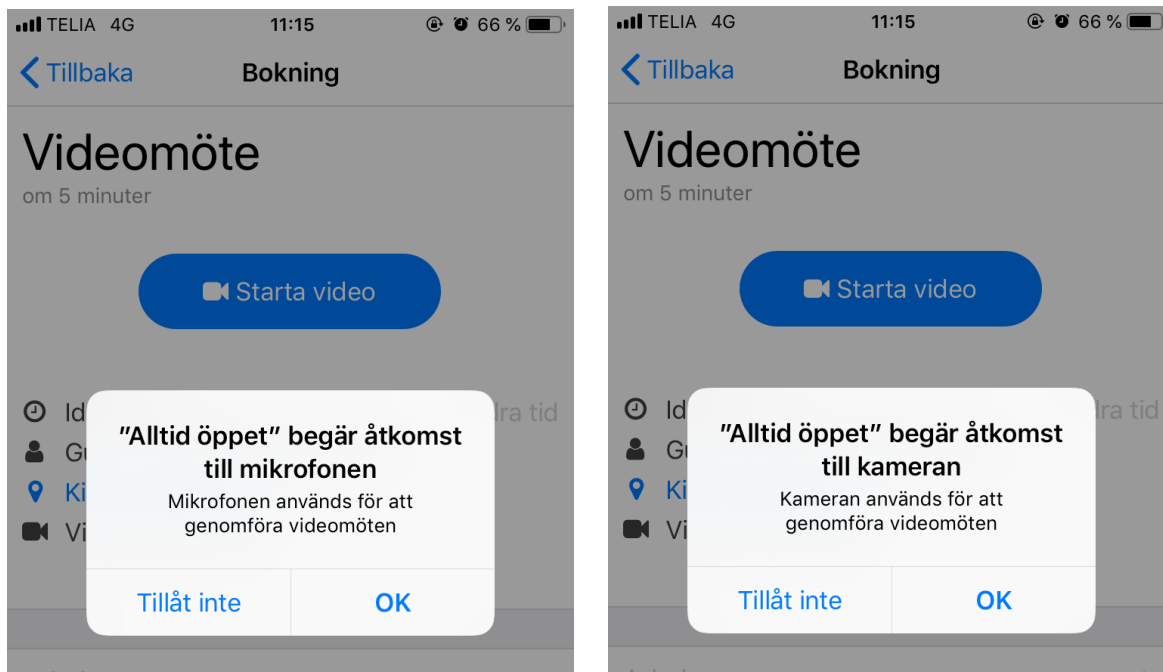 TELIA 4G 11:15 66 %
Tillbaka Bokning
Videomöte
om 5 minuter
Starta video
tid
”Alltid öppet” begär åtkomst
till mikrofonen
Mikrofonen används för att
genomföra videomöten
Tillåt inte OK
TELIA 4G 11:15 66 %
Tillbaka Bokning
Videomöte
om 5 minuter
Starta video
tid
”Alltid öppet” begär åtkomst
till kameran
Kameran används för att
genomföra videomöten
Tillåt inte OK